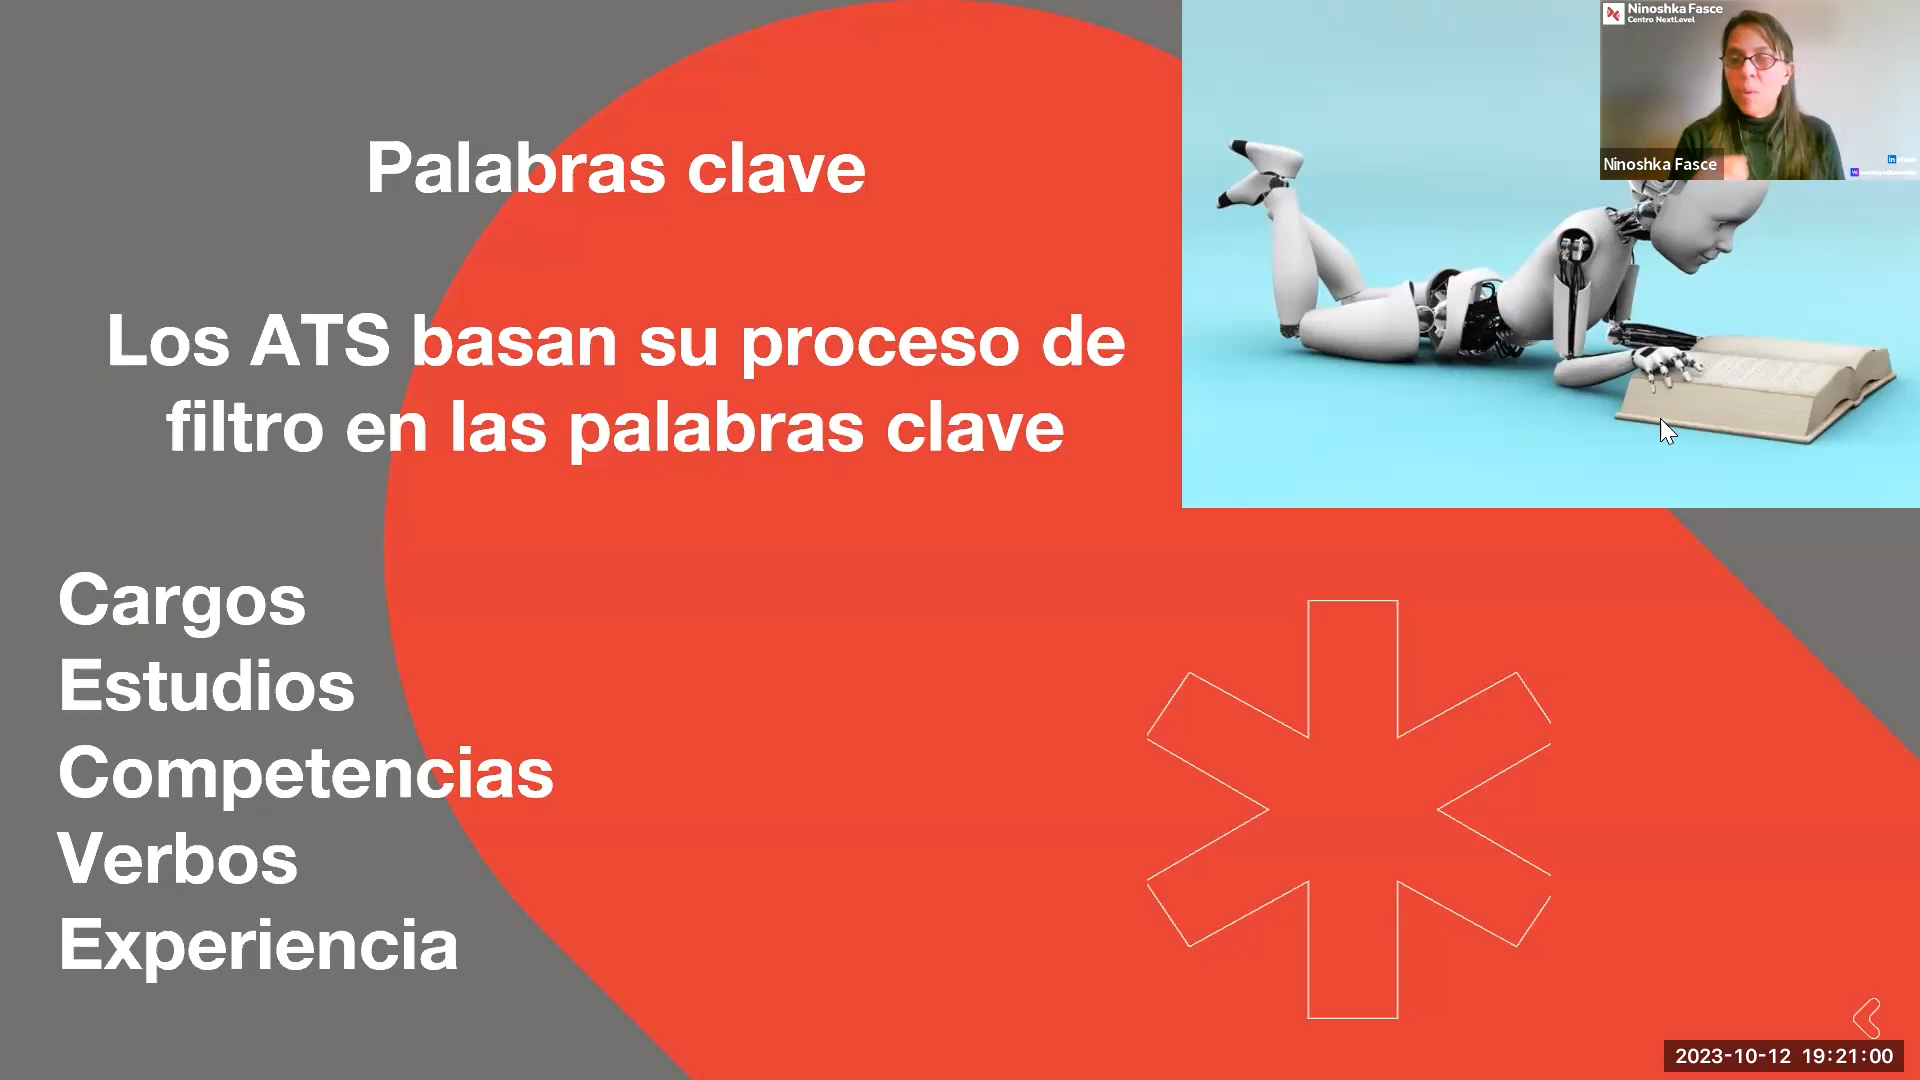 Palabras clave
Los ATS basan su proceso de
filtro en las palabras clave
Cargos
Estudios
Competencias
Verbos
Experiencia
Ninoshka Fasce
Centro NextLevel
Ninoshka Fasce
in
2023-10-12 19:21:00